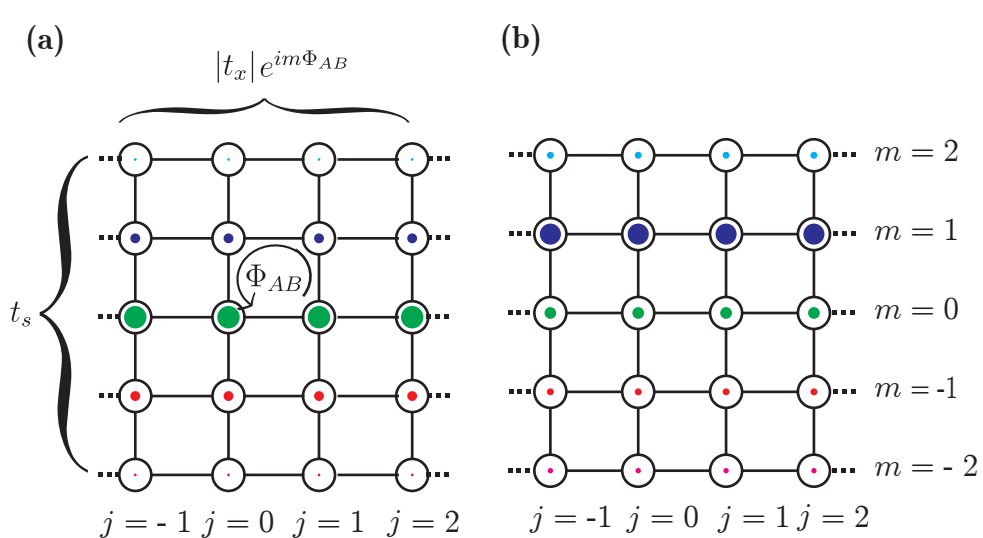 (a)
|t_x| e^{imΦ_{AB}}
t_s
Φ_{AB}
j = - 1 j = 0 j = 1 j = 2
(b)
m = 2
m = 1
m = 0
m = -1
m = - 2
j = -1 j = 0 j = 1 j = 2